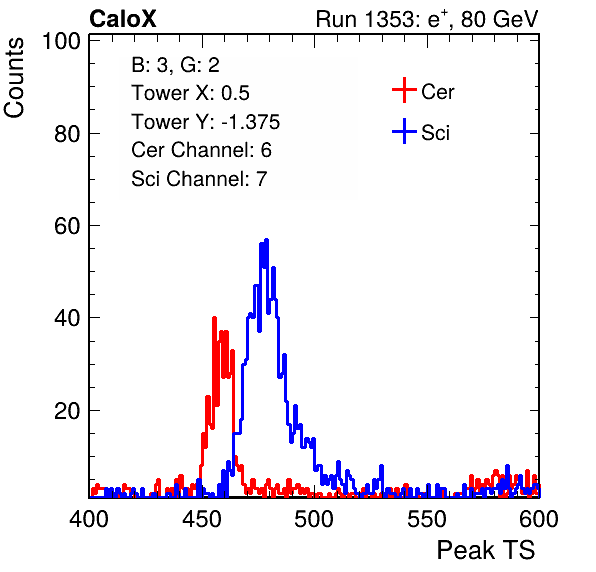 CaloX Run 1353: e⁺, 80 GeV
Counts
100
80
60
40
20
B: 3, G: 2
Tower X: 0.5
Tower Y: -1.375
Cer Channel: 6
Sci Channel: 7
Cer
Sci
400 450 500 550 600
Peak TS